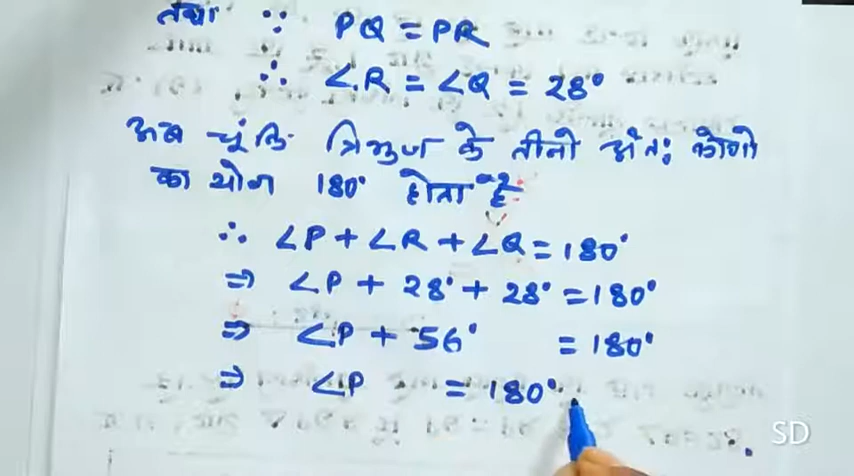 तथा ∵ PQ = PR
∴ ∠R = ∠Q = 28°
अब चूंकि त्रिभुज के तीनो अंतः कोणो
का योग 180° होता है
∴ ∠P + ∠R + ∠Q = 180°
⇒ ∠P + 28° + 28° = 180°
⇒ ∠P + 56° = 180°
⇒ ∠P = 180°
SD